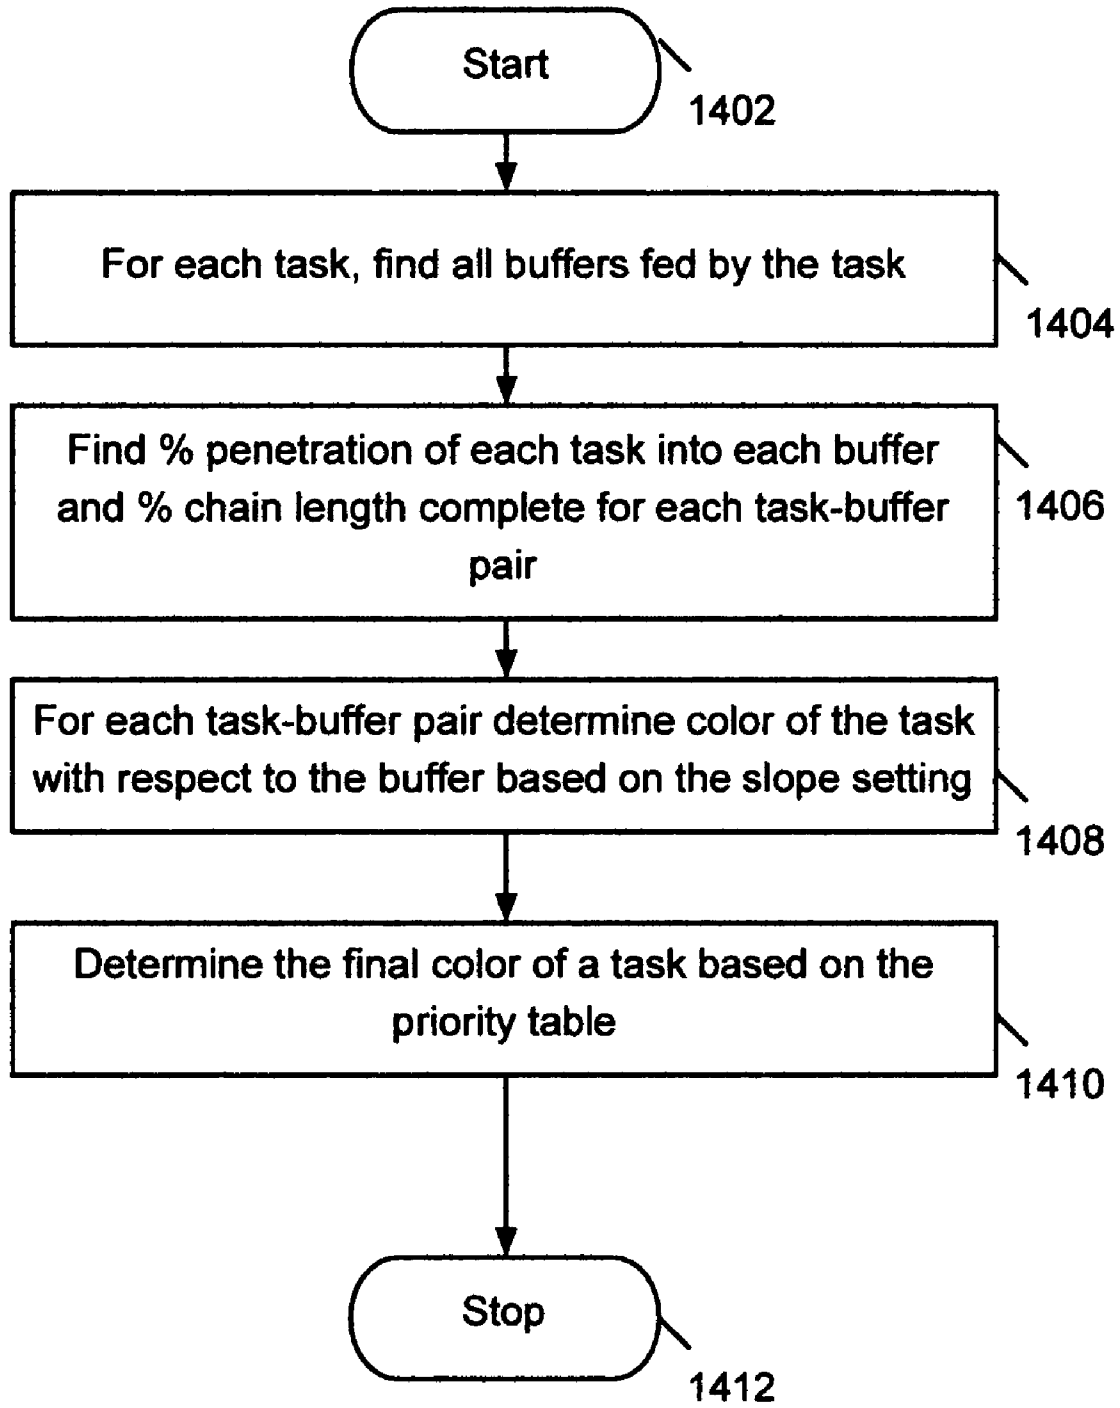 Start
1402
For each task, find all buffers fed by the task
1404
Find % penetration of each task into each buffer
and % chain length complete for each task-buffer
pair
1406
For each task-buffer pair determine color of the task
with respect to the buffer based on the slope setting
1408
Determine the final color of a task based on the
priority table
1410
Stop
1412